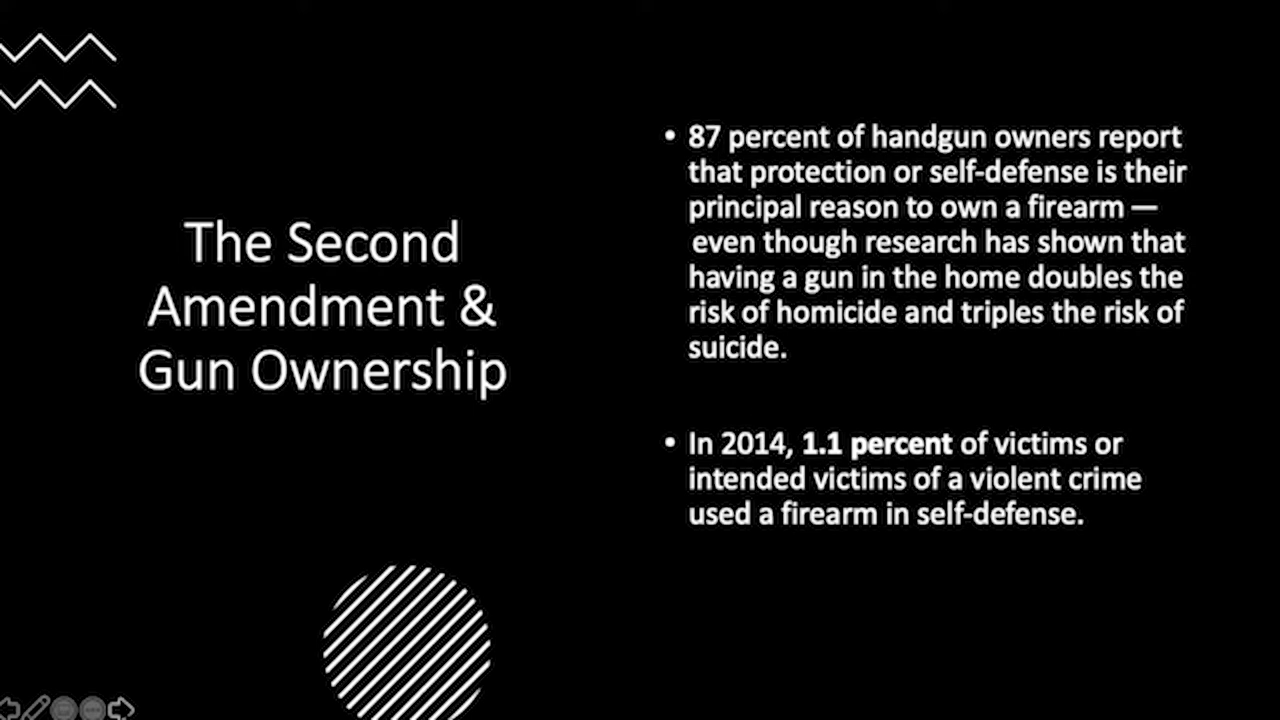 The Second
Amendment &
Gun Ownership
• 87 percent of handgun owners report
that protection or self-defense is their
principal reason to own a firearm —
even though research has shown that
having a gun in the home doubles the
risk of homicide and triples the risk of
suicide.
• In 2014, 1.1 percent of victims or
intended victims of a violent crime
used a firearm in self-defense.